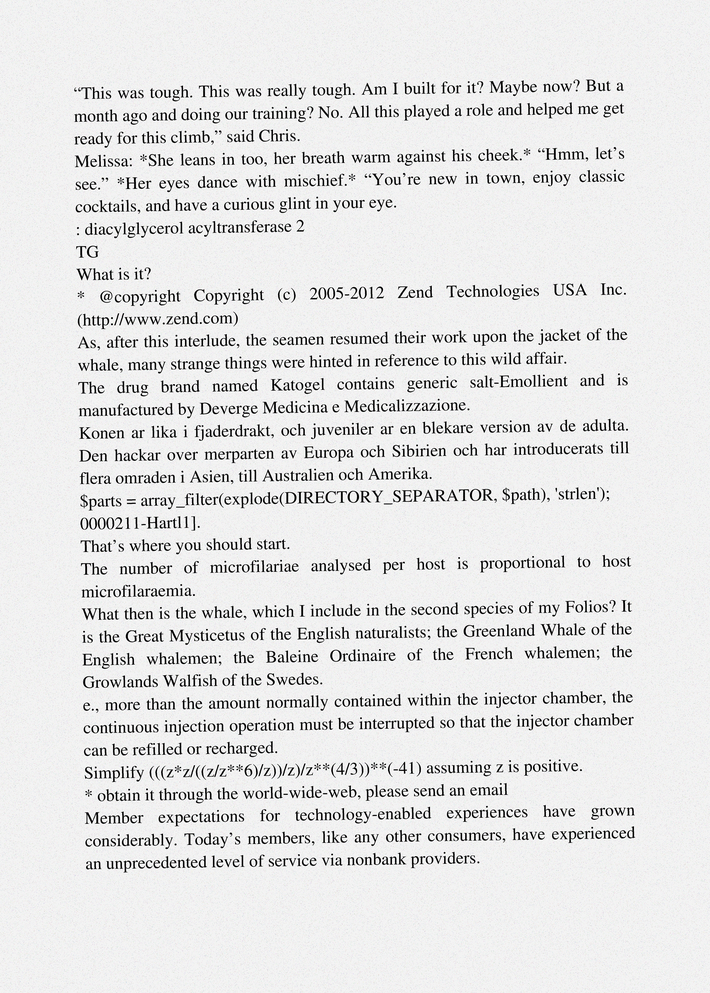 “This was tough. This was really tough. Am I built for it? Maybe now? But a
month ago and doing our training? No. All this played a role and helped me get
ready for this climb,” said Chris.
Melissa: *She leans in too, her breath warm against his cheek.* “Hmm, let’s
see.” *Her eyes dance with mischief.* “You’re new in town, enjoy classic
cocktails, and have a curious glint in your eye.
: diacylglycerol acyltransferase 2
TG
What is it?
* @copyright Copyright (c) 2005-2012 Zend Technologies USA Inc.
(http://www.zend.com)
As, after this interlude, the seamen resumed their work upon the jacket of the
whale, many strange things were hinted in reference to this wild affair.
The drug brand named Katogel contains generic salt-Emollient and is
manufactured by Deverge Medicina e Medicalizzazione.
Konen ar lika i fjaderdrakt, och juveniler ar en blekare version av de adulta.
Den hackar over merparten av Europa och Sibirien och har introducerats till
flera omraden i Asien, till Australien och Amerika.
$parts = array_filter(explode(DIRECTORY_SEPARATOR, $path), 'strlen');
0000211-Hartl1].
That’s where you should start.
The number of microfilariae analysed per host is proportional to host
microfilaraemia.
What then is the whale, which I include in the second species of my Folios? It
is the Great Mysticetus of the English naturalists; the Greenland Whale of the
English whalemen; the Baleine Ordinaire of the French whalemen; the
Growlands Walfish of the Swedes.
e., more than the amount normally contained within the injector chamber, the
continuous injection operation must be interrupted so that the injector chamber
can be refilled or recharged.
Simplify (((z*z/((z/z**6)/z))/z)/z**(4/3))**(-41) assuming z is positive.
* obtain it through the world-wide-web, please send an email
Member expectations for technology-enabled experiences have grown
considerably. Today’s members, like any other consumers, have experienced
an unprecedented level of service via nonbank providers.